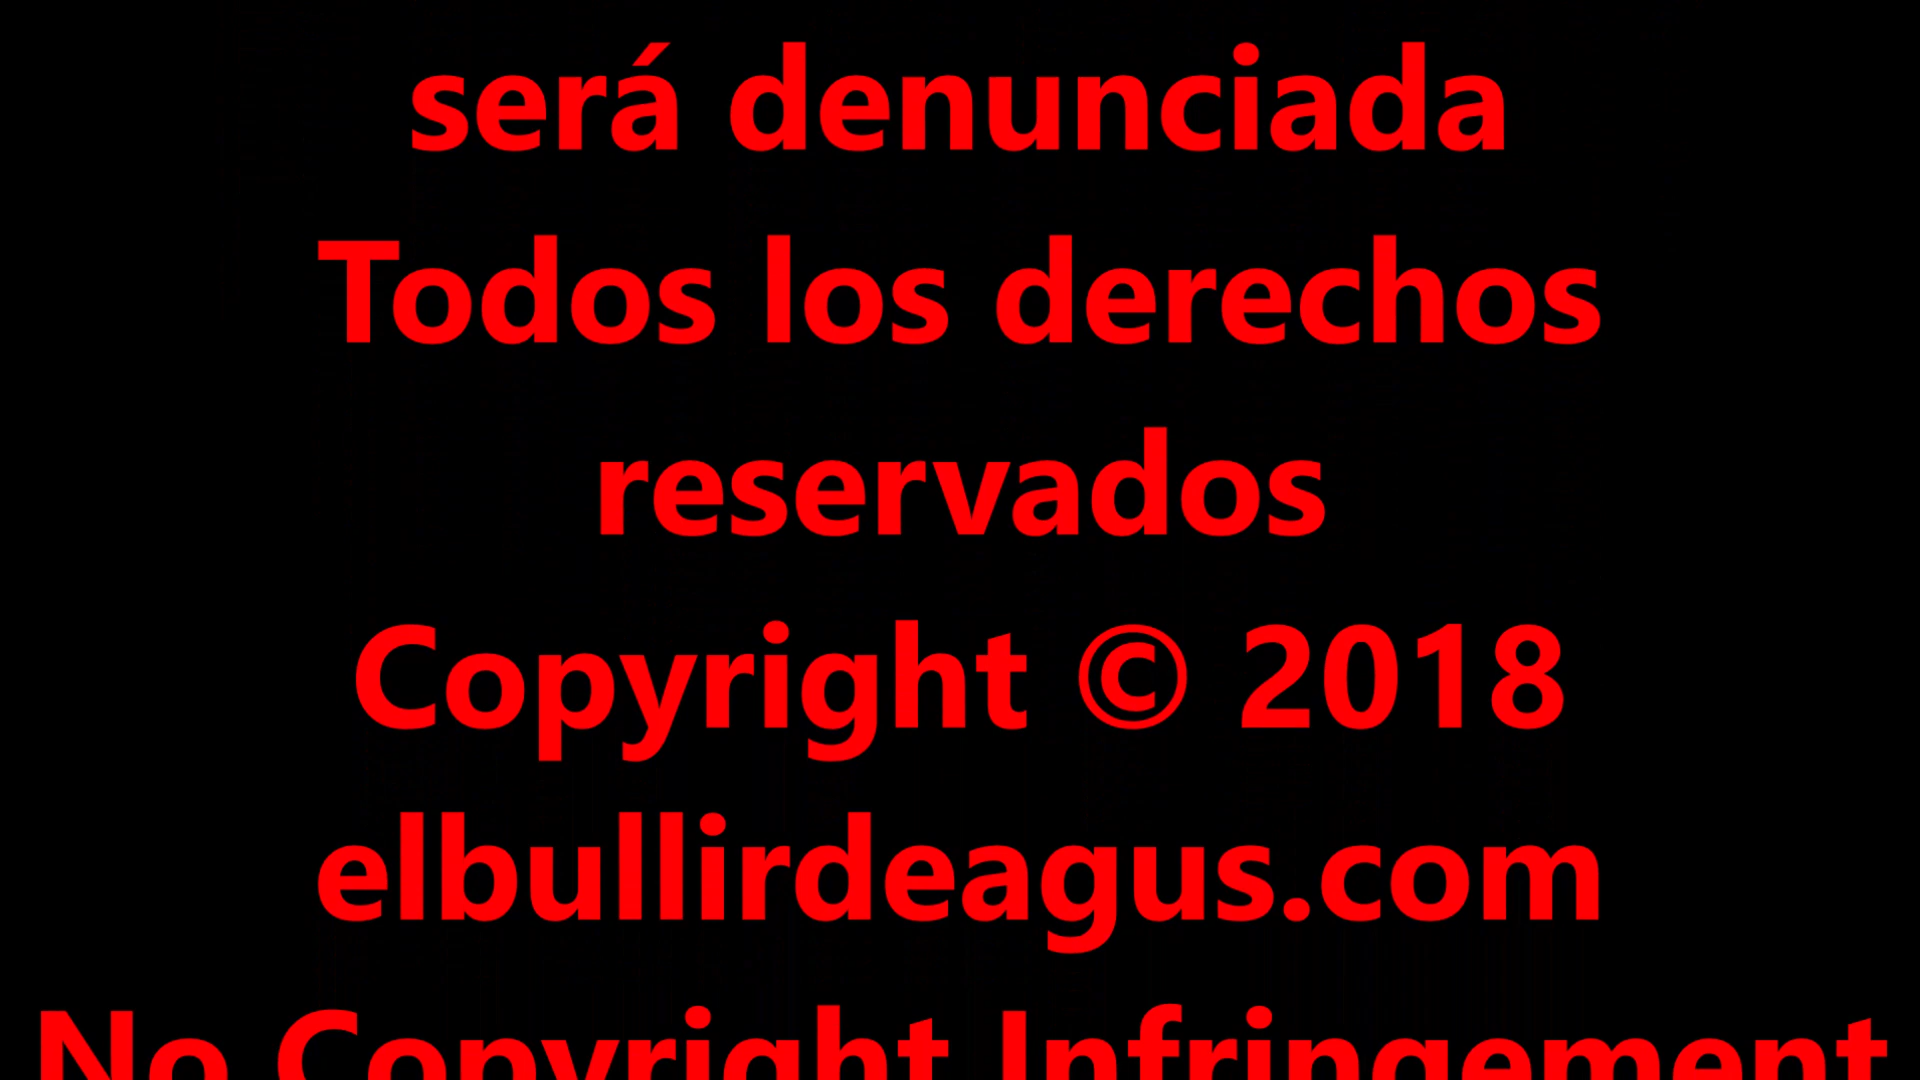 será denunciada
Todos los derechos
reservados
Copyright © 2018
elbullirdeagus.com
No Copyright Infringement